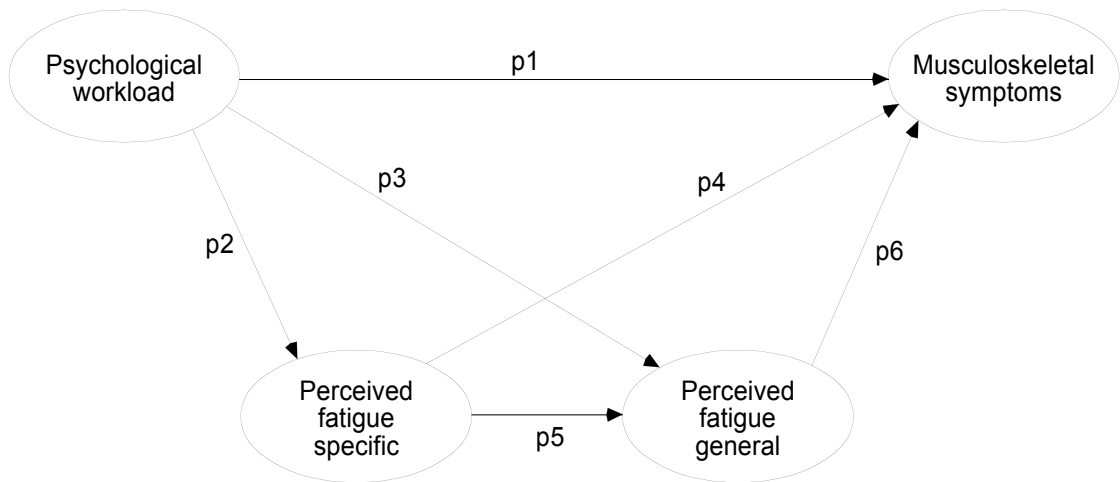 Psychological
workload
p1
Musculoskeletal
symptoms
p3
p4
p2
p6
Perceived
fatigue
specific
p5
Perceived
fatigue
general